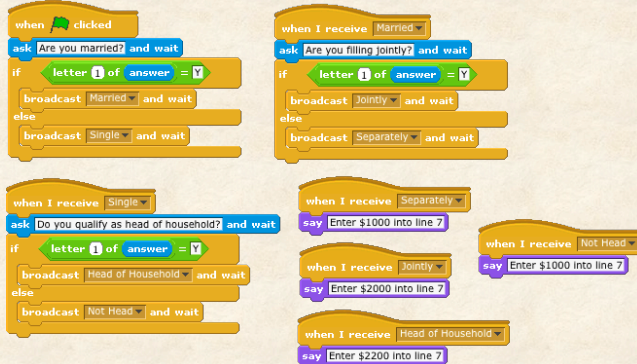 when clicked
ask Are you married? and wait
if letter 1 of answer = Y
broadcast Married and wait
else
broadcast Single and wait
when I receive Married
ask Are you filling jointly? and wait
if letter 1 of answer = Y
broadcast Jointly and wait
else
broadcast Separately and wait
when I receive Single
ask Do you qualify as head of household? and wait
if letter 1 of answer = Y
broadcast Head of Household and wait
else
broadcast Not Head and wait
when I receive Separately
say Enter $1000 into line 7
when I receive Jointly
say Enter $2000 into line 7
when I receive Head of Household
say Enter $2200 into line 7
when I receive Not Head
say Enter $1000 into line 7